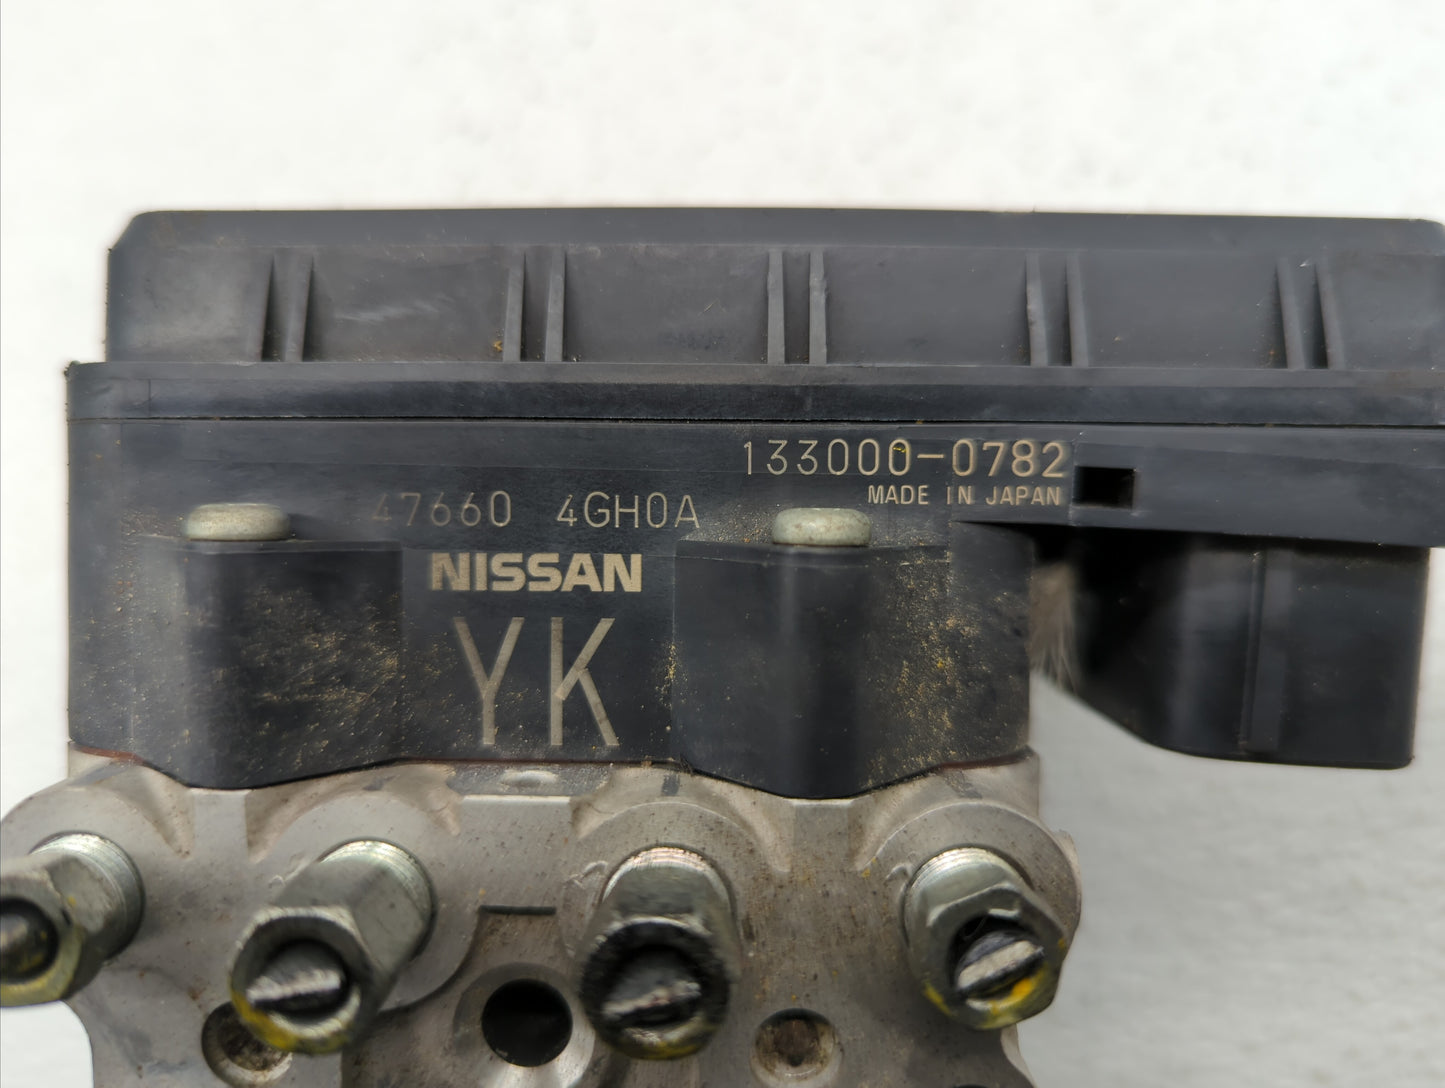 133000-0782
MADE IN JAPAN
47660 4GH0A
NISSAN
YK